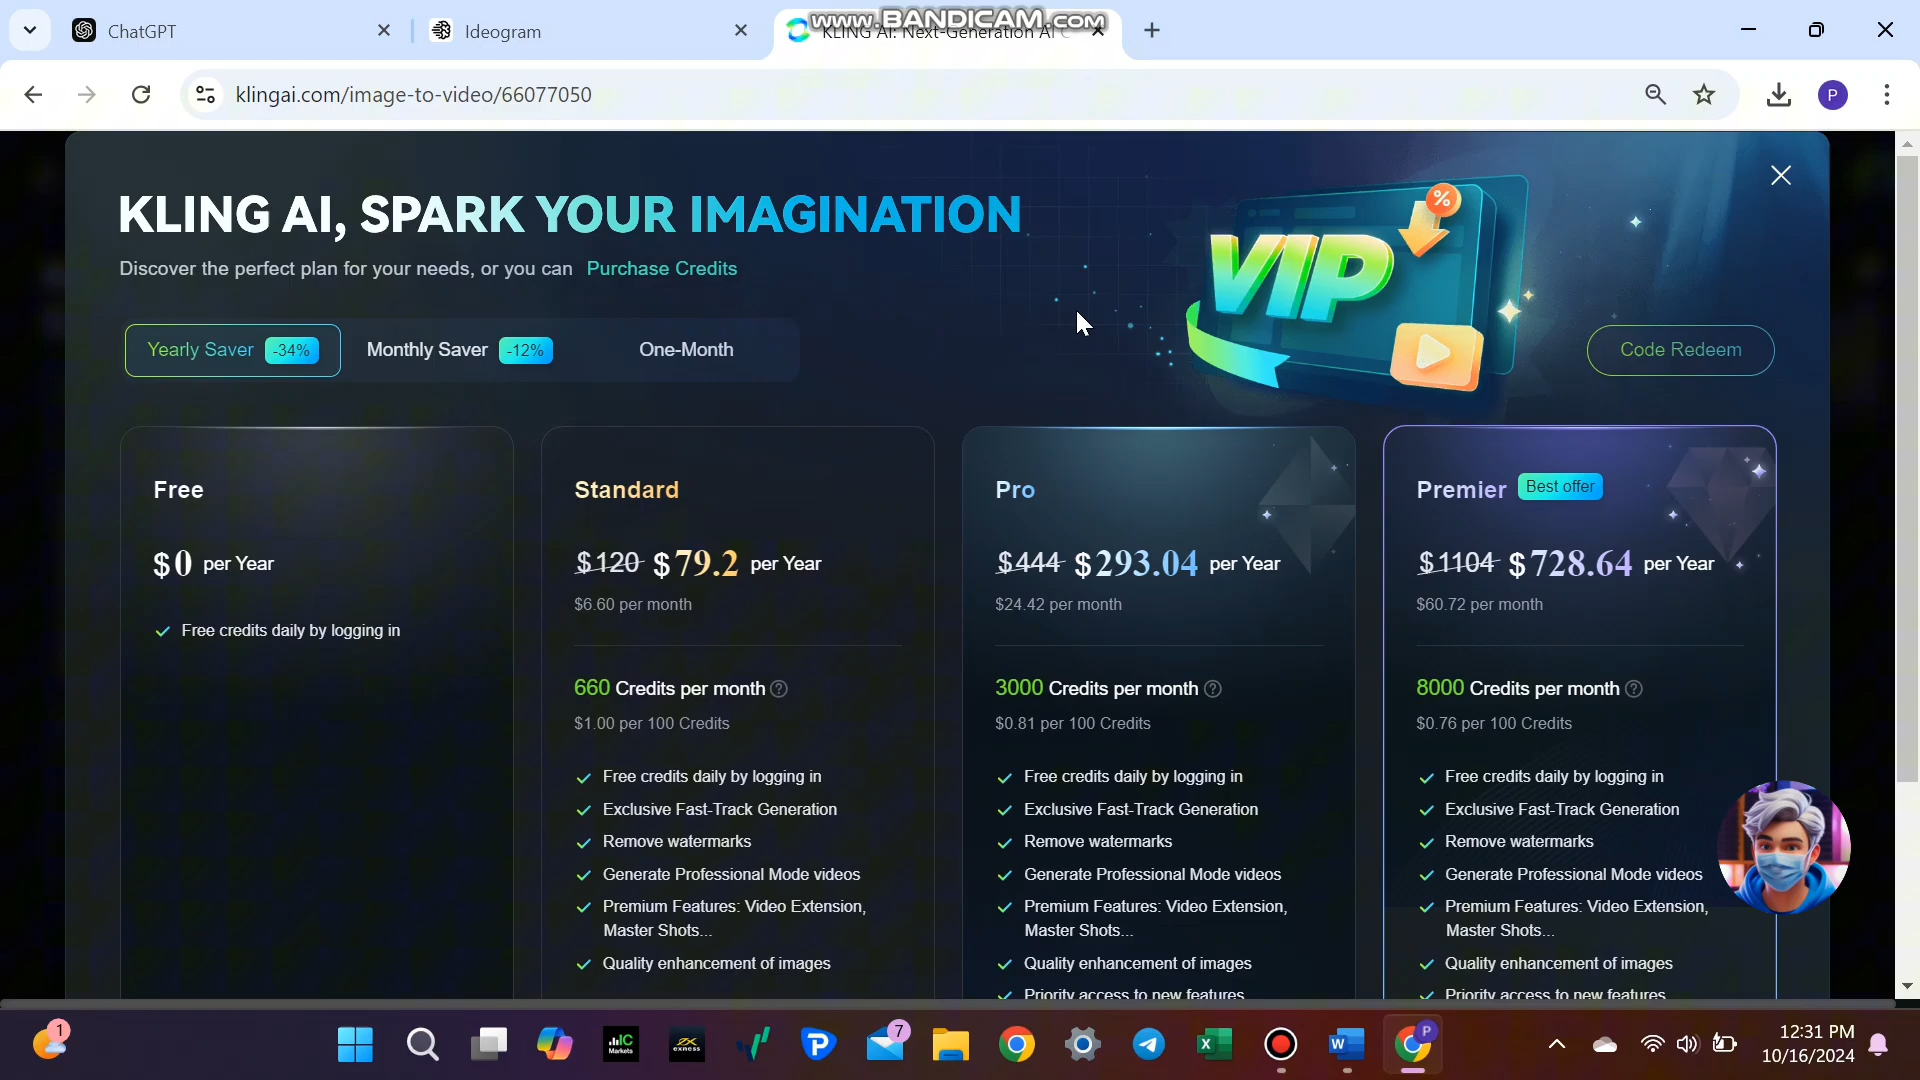 www.BANDICAM.com
ChatGPT
Ideogram
KLING AI: Next-Generation AI C
klingai.com/image-to-video/66077050
P
KLING AI, SPARK YOUR IMAGINATION
Discover the perfect plan for your needs, or you can Purchase Credits
%
VIP
Yearly Saver -34%
Monthly Saver -12%
One-Month
Code Redeem
Free
$0 per Year
Free credits daily by logging in
Standard
$120 $79.2 per Year
$6.60 per month
660 Credits per month ?
$1.00 per 100 Credits
Free credits daily by logging in
Exclusive Fast-Track Generation
Remove watermarks
Generate Professional Mode videos
Premium Features: Video Extension,
Master Shots...
Quality enhancement of images
Pro
$444 $293.04 per Year
$24.42 per month
3000 Credits per month ?
$0.81 per 100 Credits
Free credits daily by logging in
Exclusive Fast-Track Generation
Remove watermarks
Generate Professional Mode videos
Premium Features: Video Extension,
Master Shots...
Quality enhancement of images
Priority access to new features
Premier Best offer
$1104 $728.64 per Year
$60.72 per month
8000 Credits per month ?
$0.76 per 100 Credits
Free credits daily by logging in
Exclusive Fast-Track Generation
Remove watermarks
Generate Professional Mode videos
Premium Features: Video Extension,
Master Shots...
Quality enhancement of images
Priority access to new features
1
IC
Markets
exness
P
7
X
W
P
12:31 PM
10/16/2024